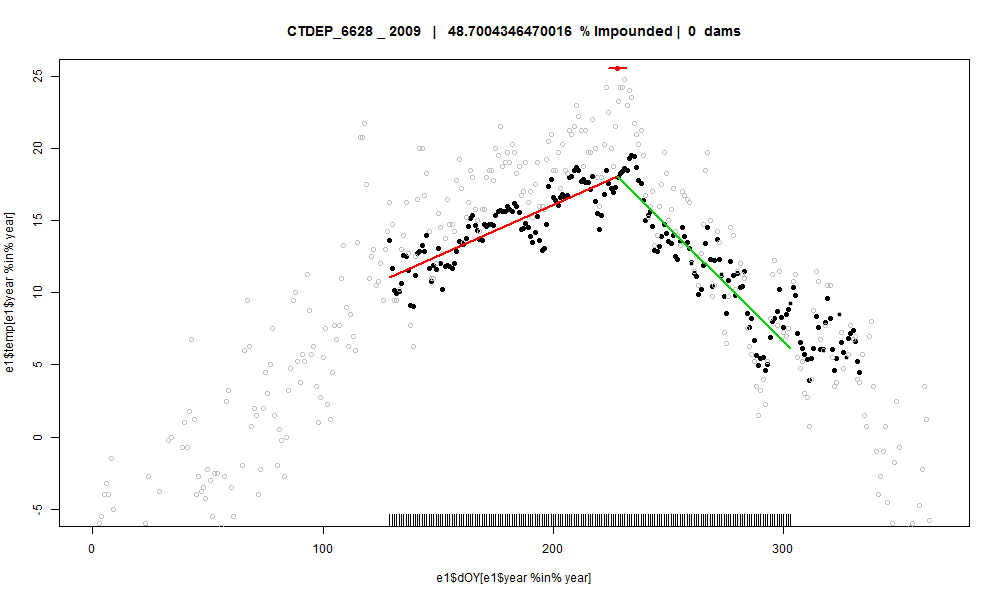 CTDEP_6628 _ 2009 | 48.7004346470016 % Impounded | 0 dams
e1$temp[e1$year %in% year]
25
20
15
10
5
0
-5
0 100 200 300
e1$dOY[e1$year %in% year]